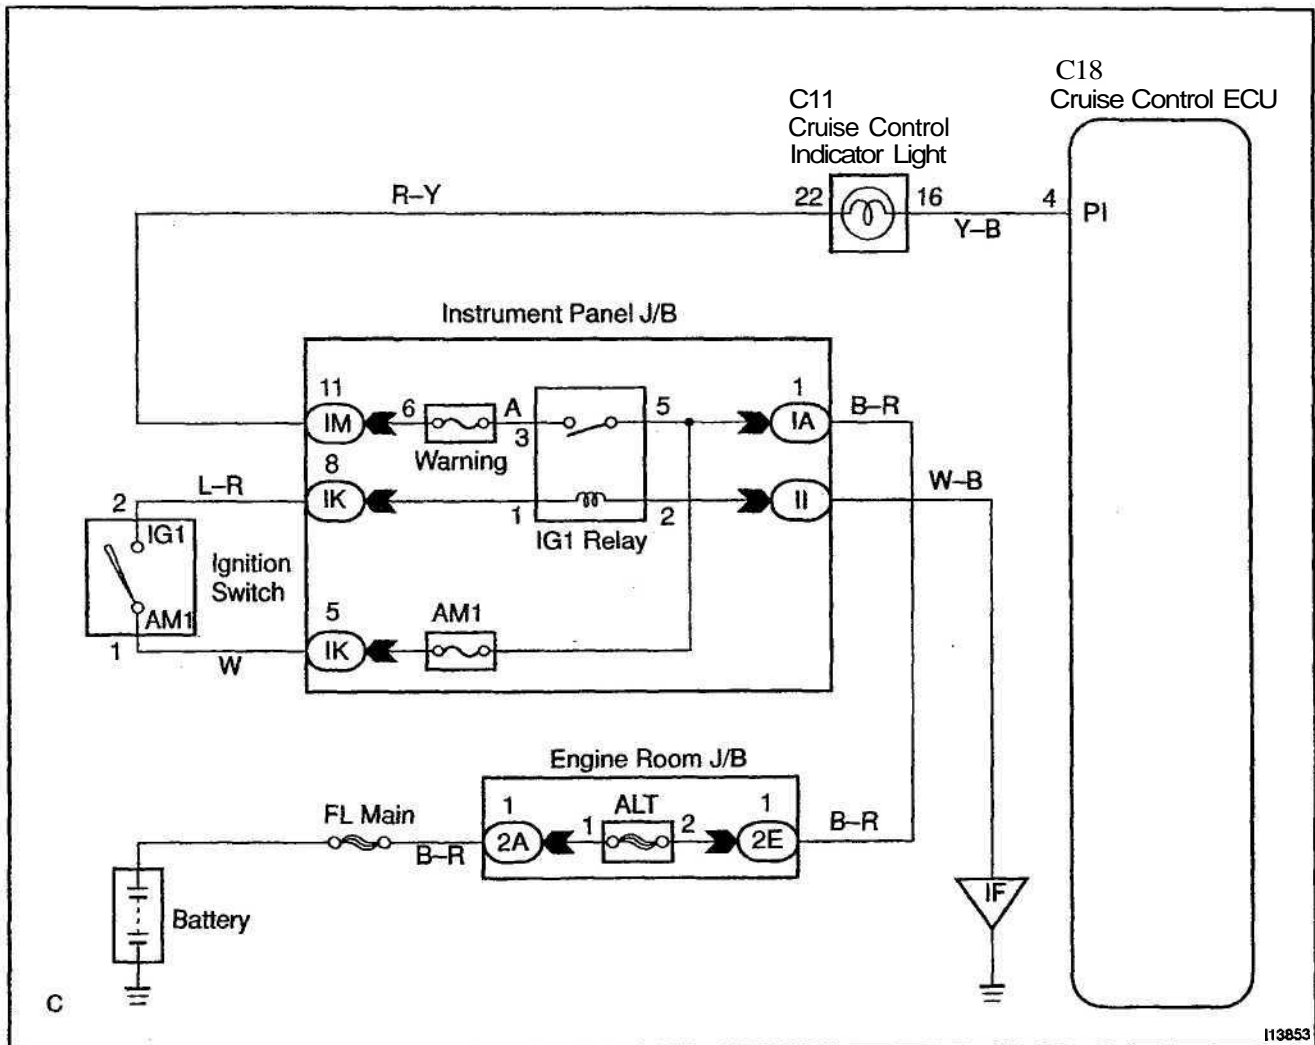 C18
Cruise Control ECU
C11
Cruise Control
Indicator Light
R–Y
22
16
Y–B
4
PI
Instrument Panel J/B
11
IM
6
Warning
A
3
5
1
IA
B–R
8
IK
L–R
1
2
IG1 Relay
II
W–B
2
IG1
AM1
1
Ignition
Switch
W
5
IK
AM1
Engine Room J/B
FL Main
B–R
1
2A
1
ALT
2
1
2E
B–R
Battery
IF
C
I13853